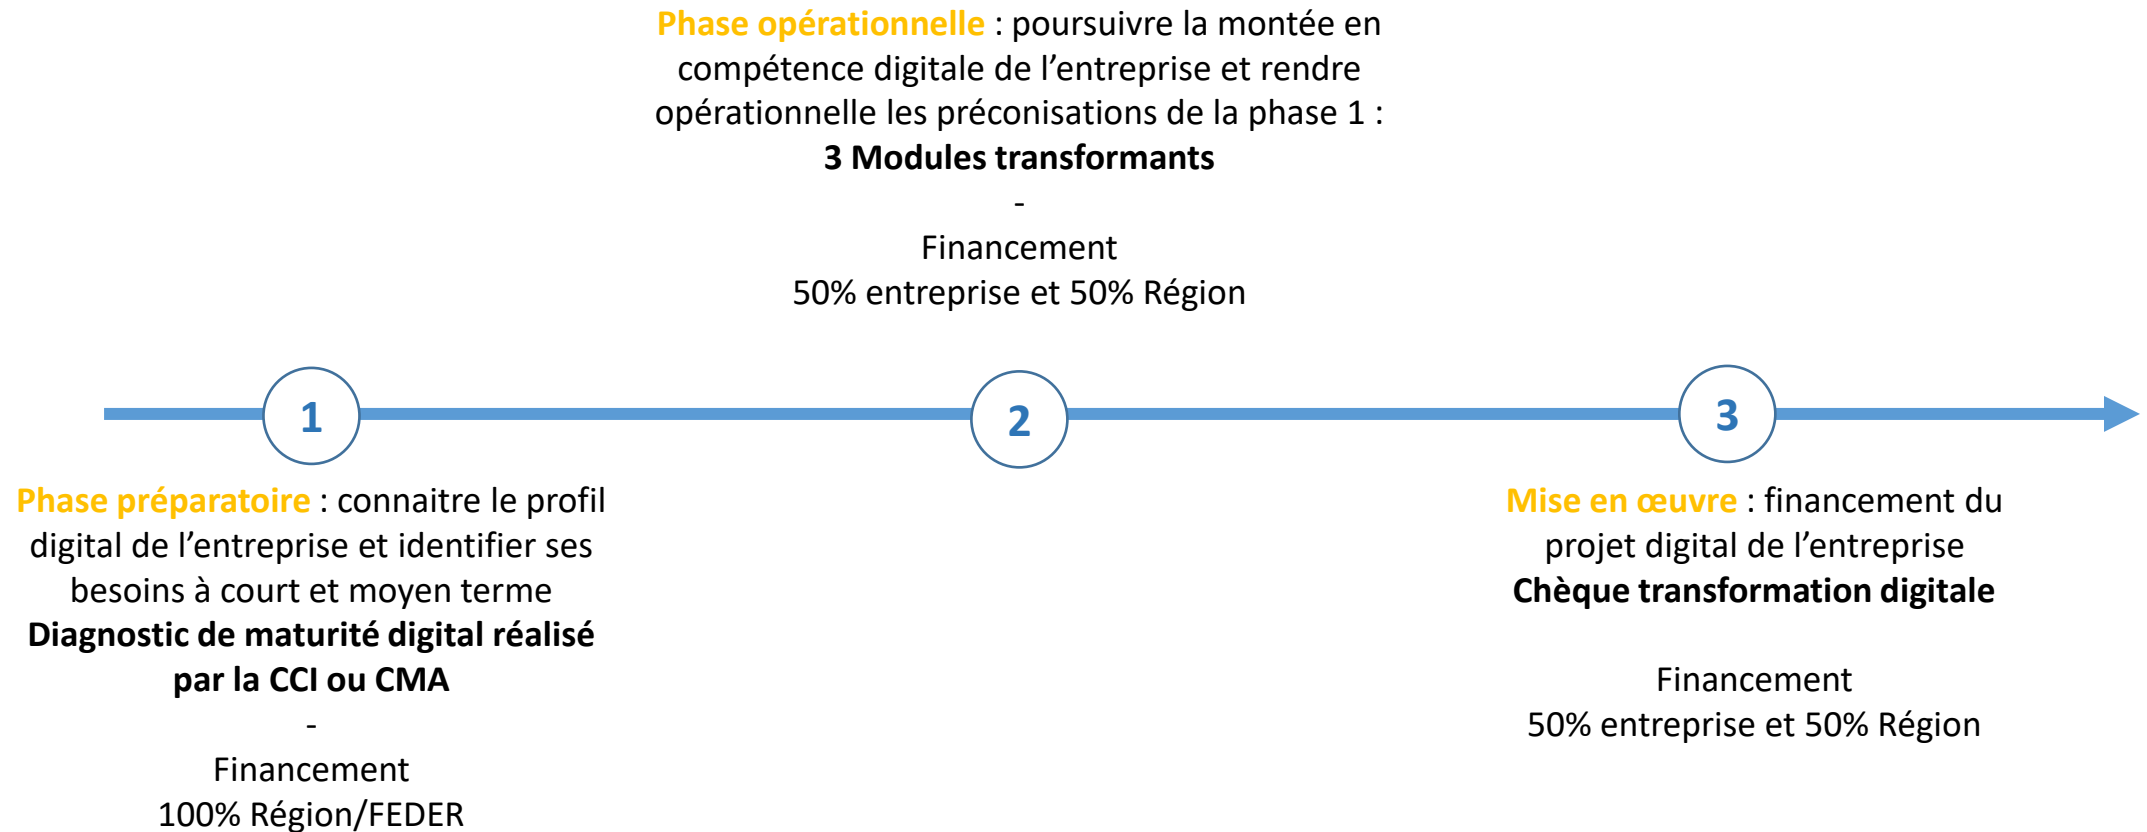 Phase opérationnelle : poursuivre la montée en
compétence digitale de l’entreprise et rendre
opérationnelle les préconisations de la phase 1 :
3 Modules transformants
-
Financement
50% entreprise et 50% Région
1
2
3
Phase préparatoire : connaitre le profil
digital de l’entreprise et identifier ses
besoins à court et moyen terme
Diagnostic de maturité digital réalisé
par la CCI ou CMA
-
Financement
100% Région/FEDER
Mise en œuvre : financement du
projet digital de l’entreprise
Chèque transformation digitale
Financement
50% entreprise et 50% Région